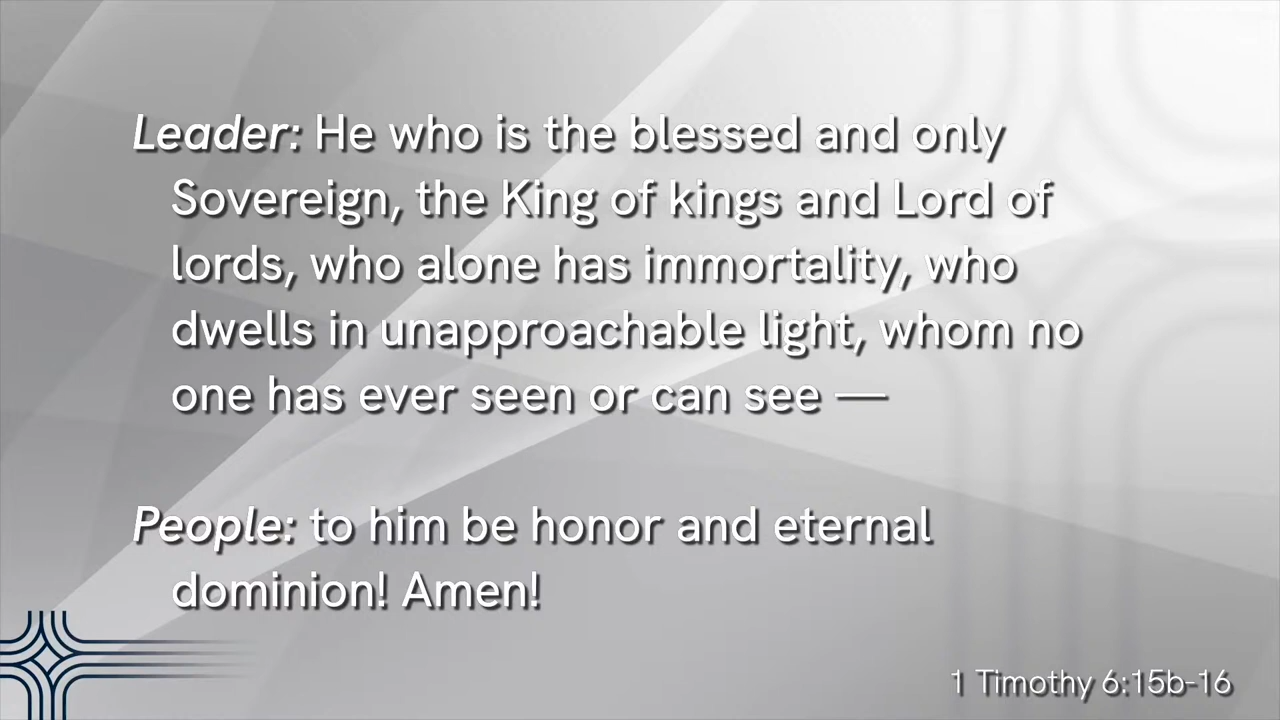 Leader: He who is the blessed and only
Sovereign, the King of kings and Lord of
lords, who alone has immortality, who
dwells in unapproachable light, whom no
one has ever seen or can see —
People: to him be honor and eternal
dominion! Amen!
1 Timothy 6:15b-16